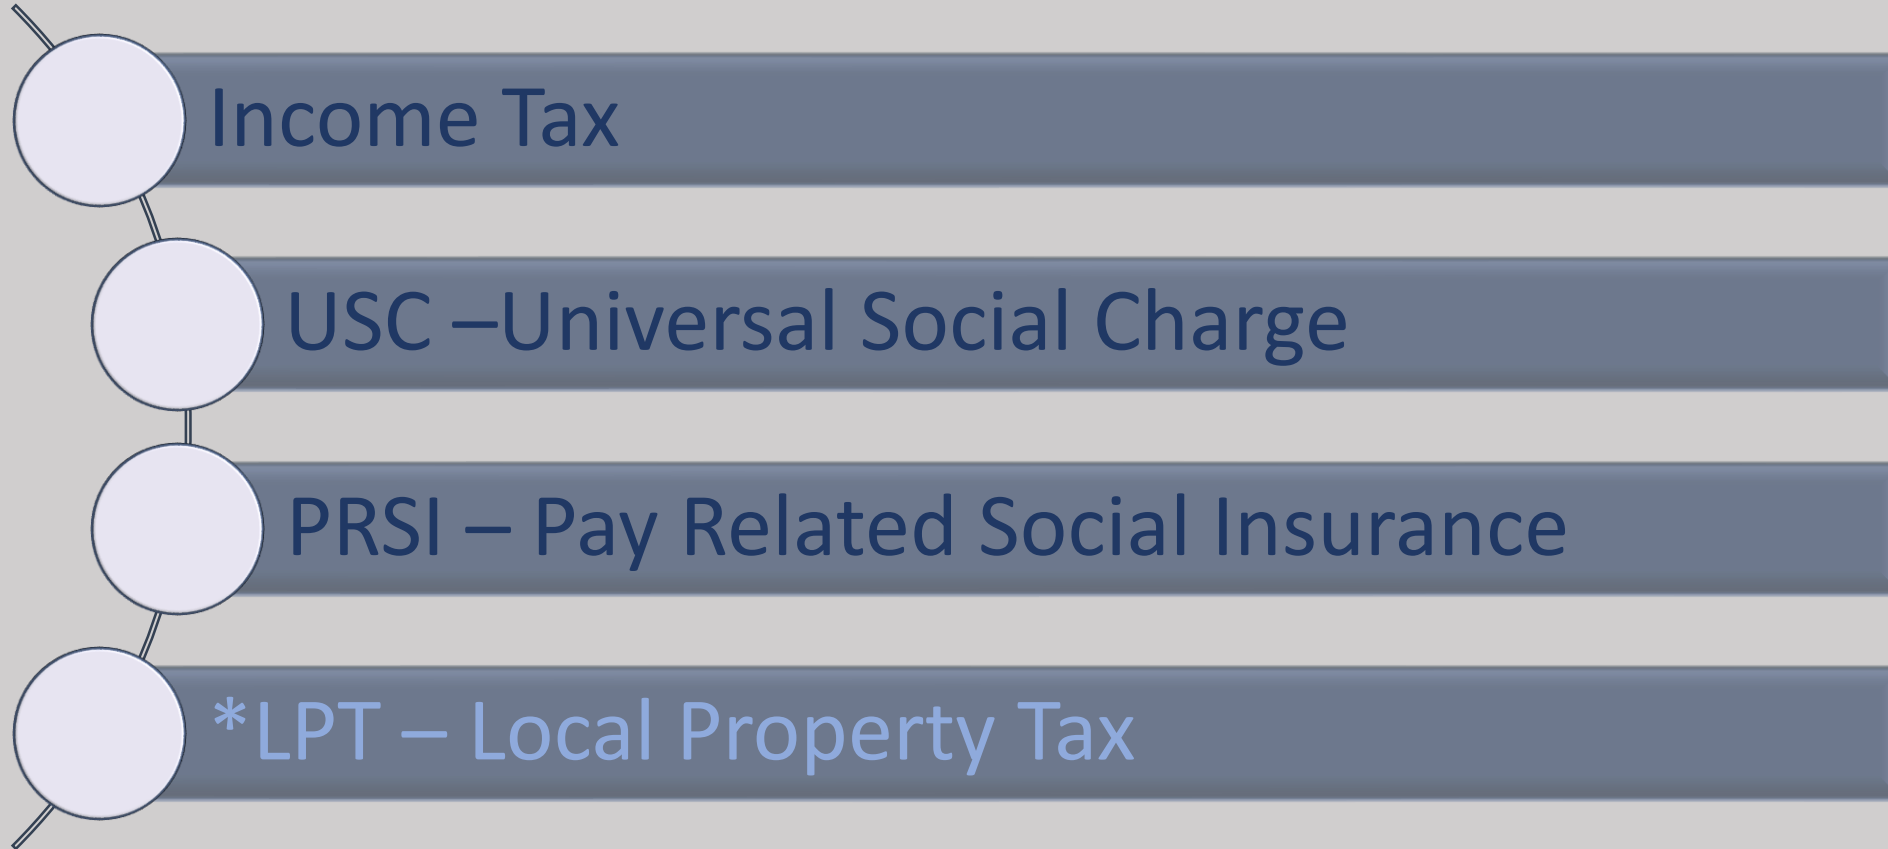 Income Tax
USC –Universal Social Charge
PRSI – Pay Related Social Insurance
*LPT – Local Property Tax